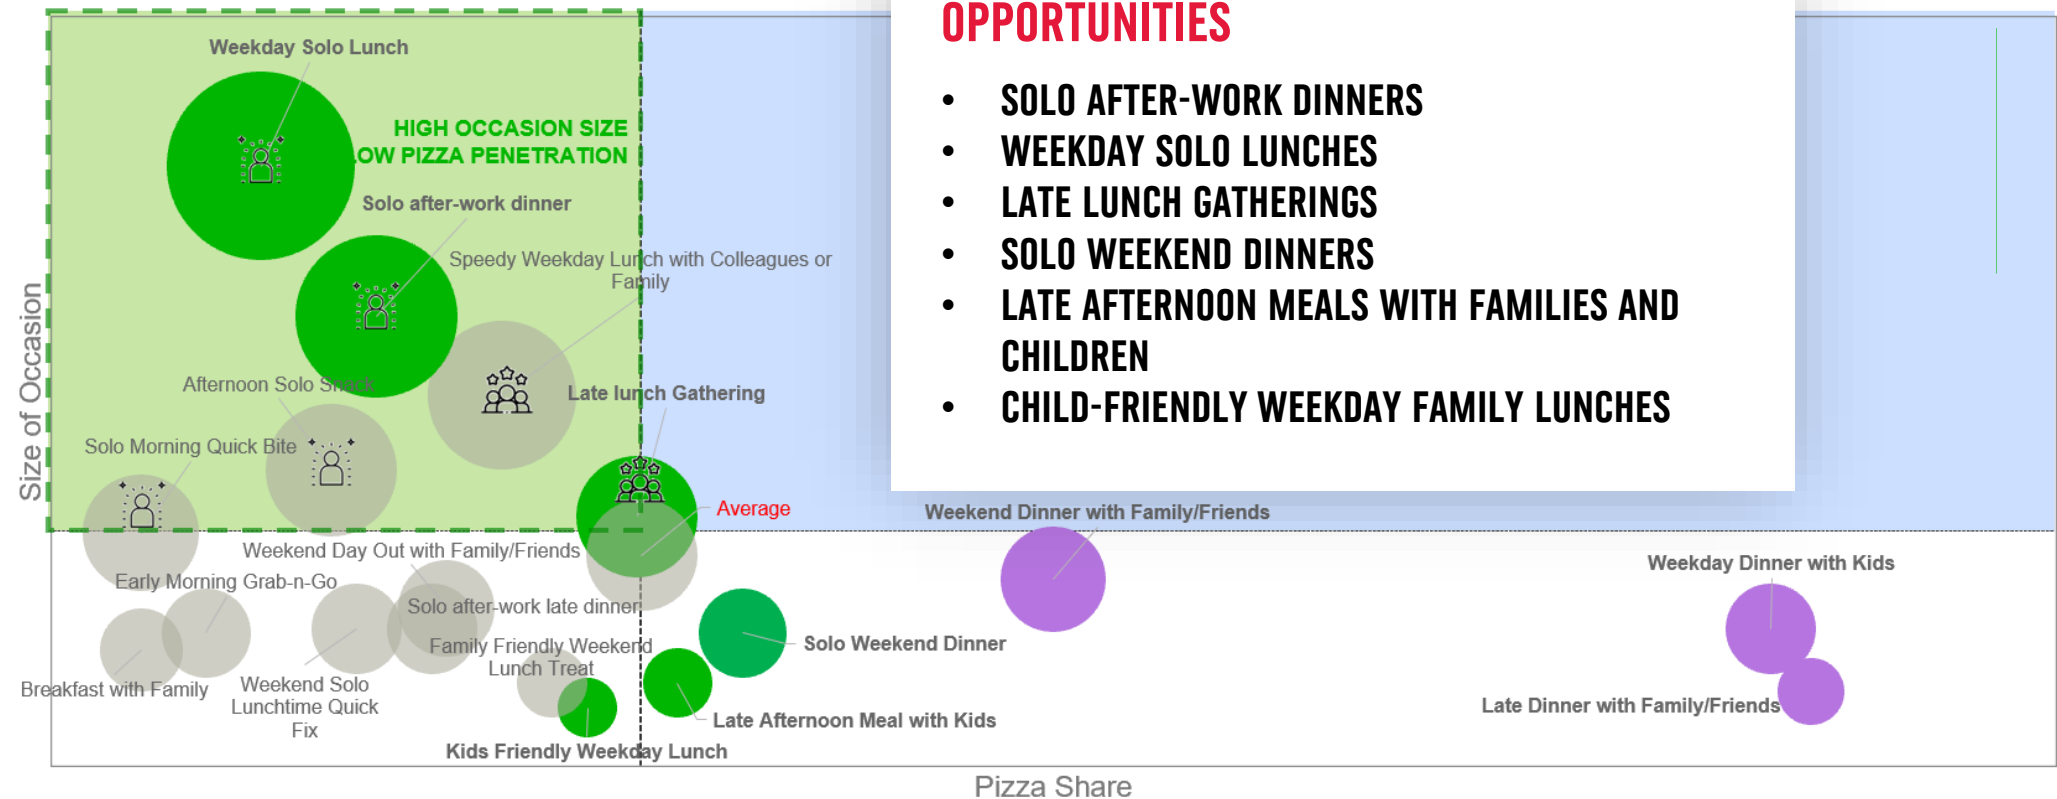 OPPORTUNITIES
• SOLO AFTER-WORK DINNERS
• WEEKDAY SOLO LUNCHES
• LATE LUNCH GATHERINGS
• SOLO WEEKEND DINNERS
• LATE AFTERNOON MEALS WITH FAMILIES AND
CHILDREN
• CHILD-FRIENDLY WEEKDAY FAMILY LUNCHES
Weekday Solo Lunch
HIGH OCCASION SIZE
OW PIZZA PENETRATION
Solo after-work dinner
Speedy Weekday Lunch with Colleagues or
Family
Afternoon Solo Snack
Late lunch Gathering
Solo Morning Quick Bite
Average
Weekend Dinner with Family/Friends
Weekend Day Out with Family/Friends
Weekday Dinner with Kids
Early Morning Grab-n-Go
Solo after-work late dinner
Family Friendly Weekend
Lunch Treat
Solo Weekend Dinner
Breakfast with Family
Weekend Solo
Lunchtime Quick
Fix
Late Dinner with Family/Friends
Late Afternoon Meal with Kids
Kids Friendly Weekday Lunch
Size of Occasion
Pizza Share